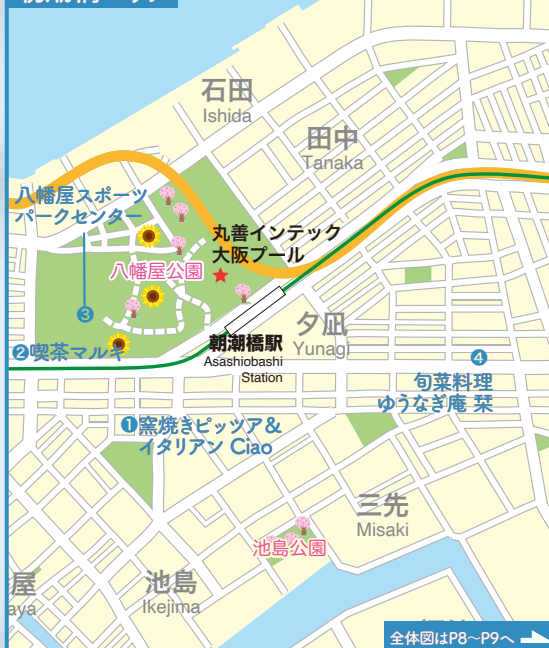 石田
Ishida
田中
Tanaka
八幡屋スポーツ
パークセンター
丸善インテック
大阪プール
八幡屋公園
❸
夕凪
Yunagi
朝潮橋駅
Asashiobashi
Station
❷喫茶マルキ
❹
旬菜料理
ゆうなぎ庵 栞
❶窯焼きピッツア&
イタリアン Ciao
三先
Misaki
池島公園
池島
Ikejima
屋
aya
全体図はP8~P9へ